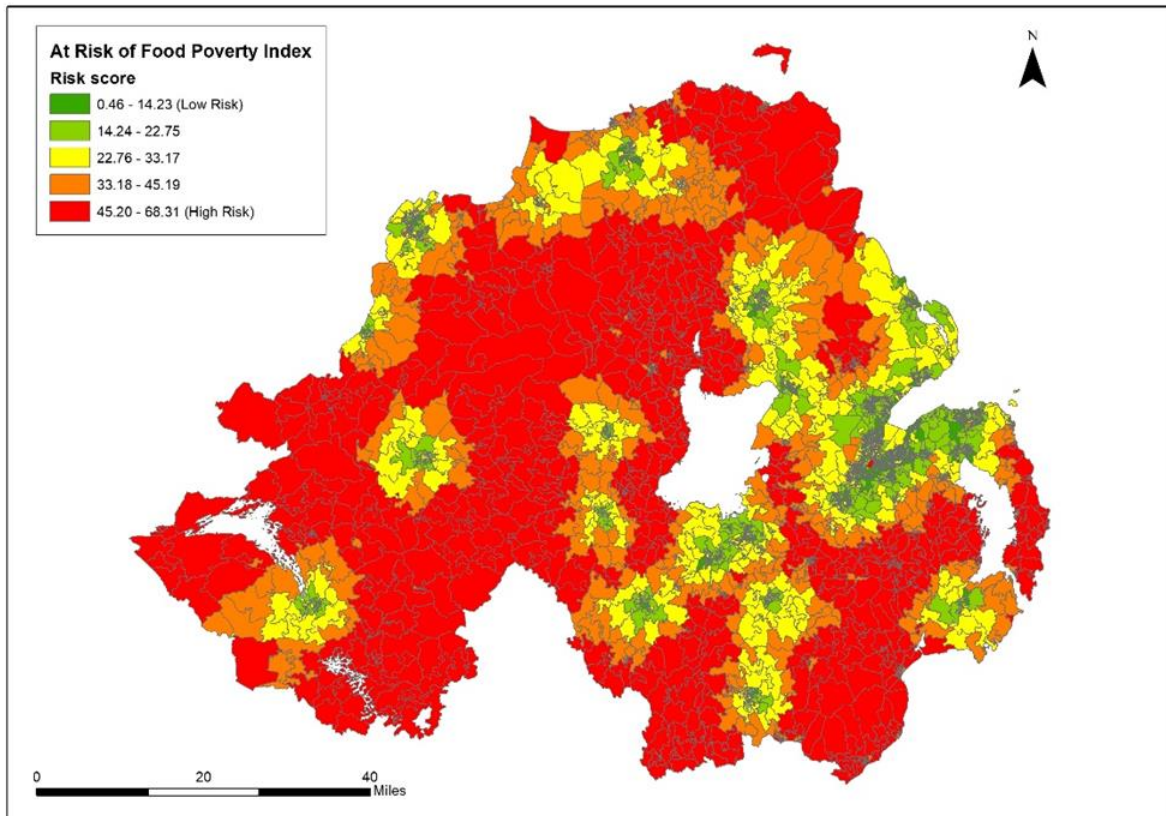 At Risk of Food Poverty Index
Risk score
0.46 - 14.23 (Low Risk)
14.24 - 22.75
22.76 - 33.17
33.18 - 45.19
45.20 - 68.31 (High Risk)
N
0 20 40
Miles